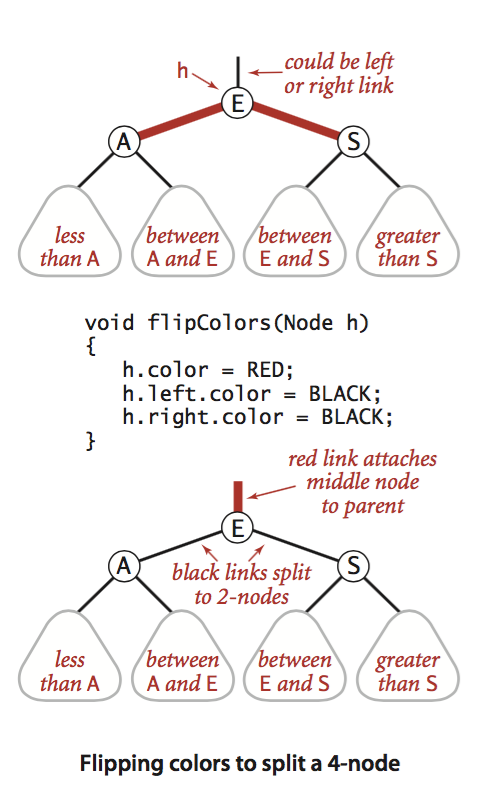 h
could be left
or right link
E
A
S
less
than A
between
A and E
between
E and S
greater
than S
void flipColors(Node h)
{
   h.color = RED;
   h.left.color = BLACK;
   h.right.color = BLACK;
}
red link attaches
middle node
to parent
E
A
S
black links split
to 2-nodes
less
than A
between
A and E
between
E and S
greater
than S
Flipping colors to split a 4-node